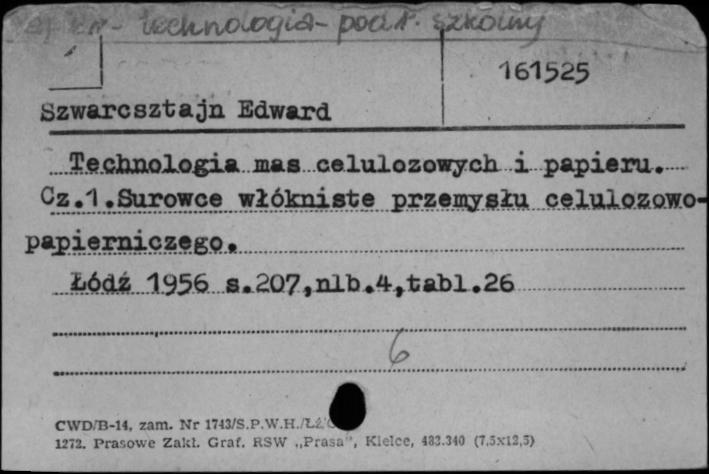 technologia - podr. szkolny
161525
Szwarcsztajn Edward
Technologia mas celulozowych i papieru.
Cz.1.Surowce włókniste przemysłu celulozowo-
papierniczego.
Łódź 1956 s.207,nlb.4,tabl.26
6
CWD/B-14, zam. Nr 1743/S.P.W.H.
1272. Prasowe Zakł. Graf. RSW „Prasa", Kielce, 483.340 (7,5x12,5)